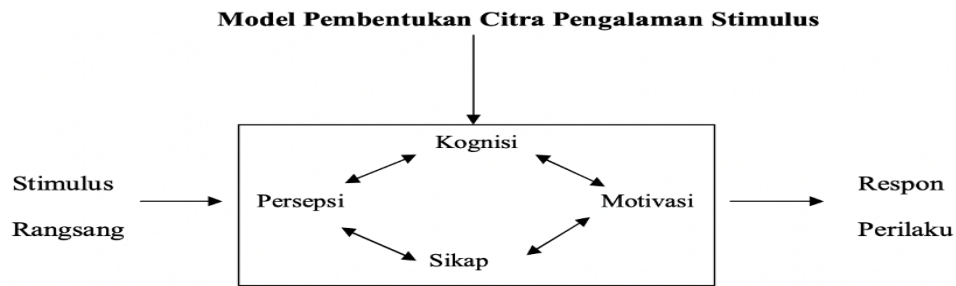 Model Pembentukan Citra Pengalaman Stimulus
Kognisi
Stimulus
Rangsang
Persepsi
Motivasi
Sikap
Respon
Perilaku